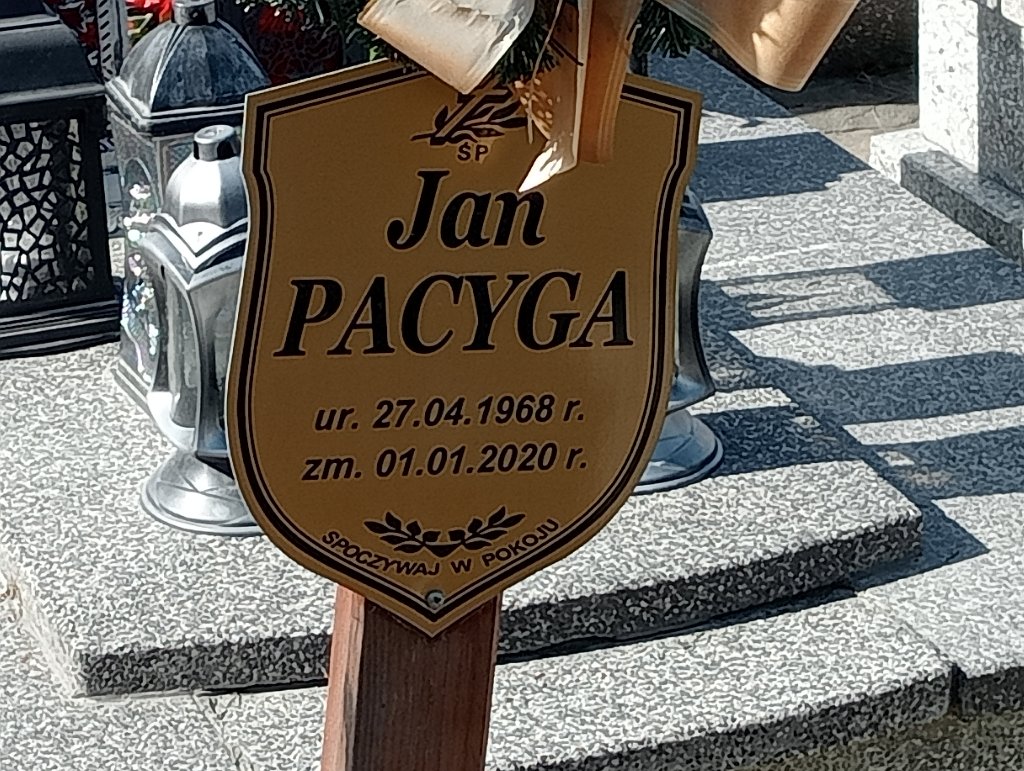 ŚP
Jan
PACYGA
ur. 27.04.1968 r.
zm. 01.01.2020 r.
SPOCZYWAJ W POKOJU